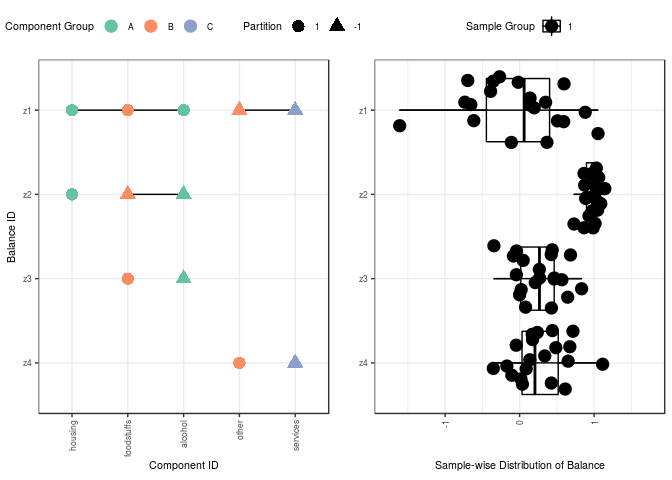 Component Group A B C Partition 1 -1 Sample Group 1
Balance ID
z1
z2
z3
z4
housing
foodstuffs
alcohol
other
services
Component ID
z1
z2
z3
z4
-1
0
1
Sample-wise Distribution of Balance